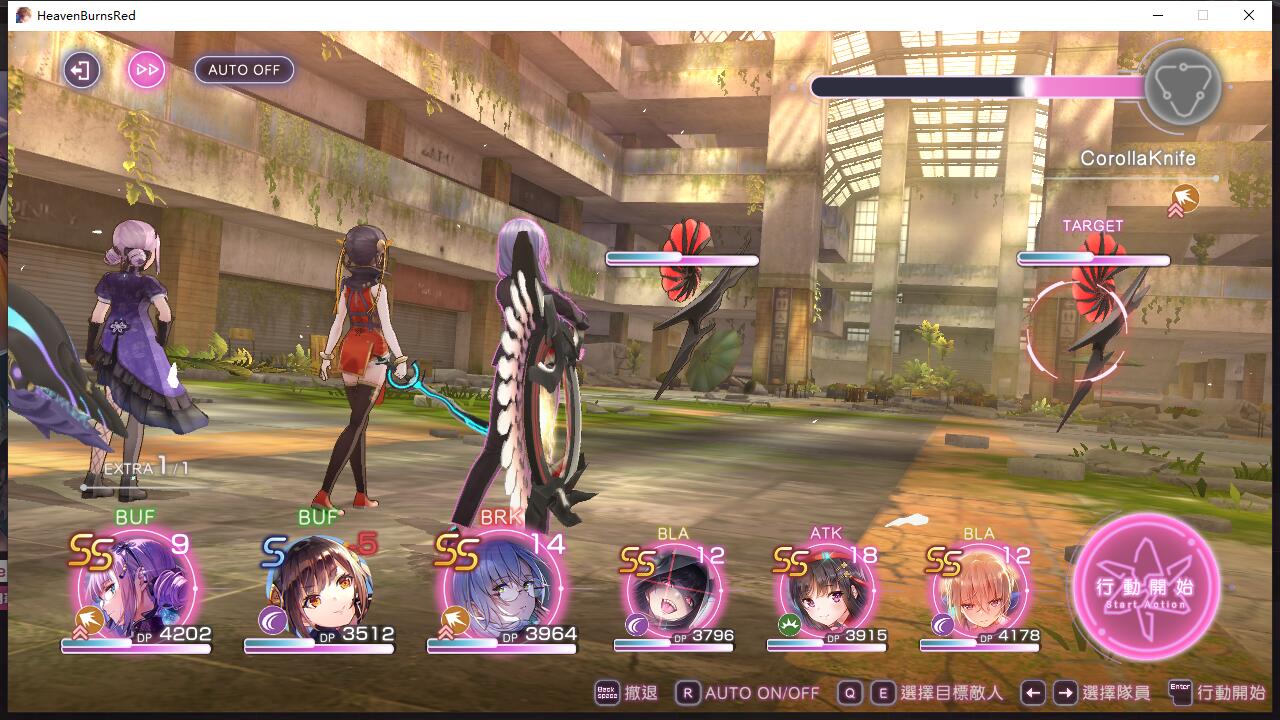 HeavenBurnsRed
AUTO OFF
CorollaKnife
TARGET
EXTRA 1/1
BUF
BUF
BRK
BLA
ATK
BLA
SS 9
S -5
SS 14
SS 12
SS 18
SS 12
DP 4202
DP 3512
DP 3964
DP 3796
DP 3915
DP 4178
行動開始
Start Action
Back space 撤退
R AUTO ON/OFF
Q E 選擇目標敵人
← → 選擇隊員
Enter 行動開始